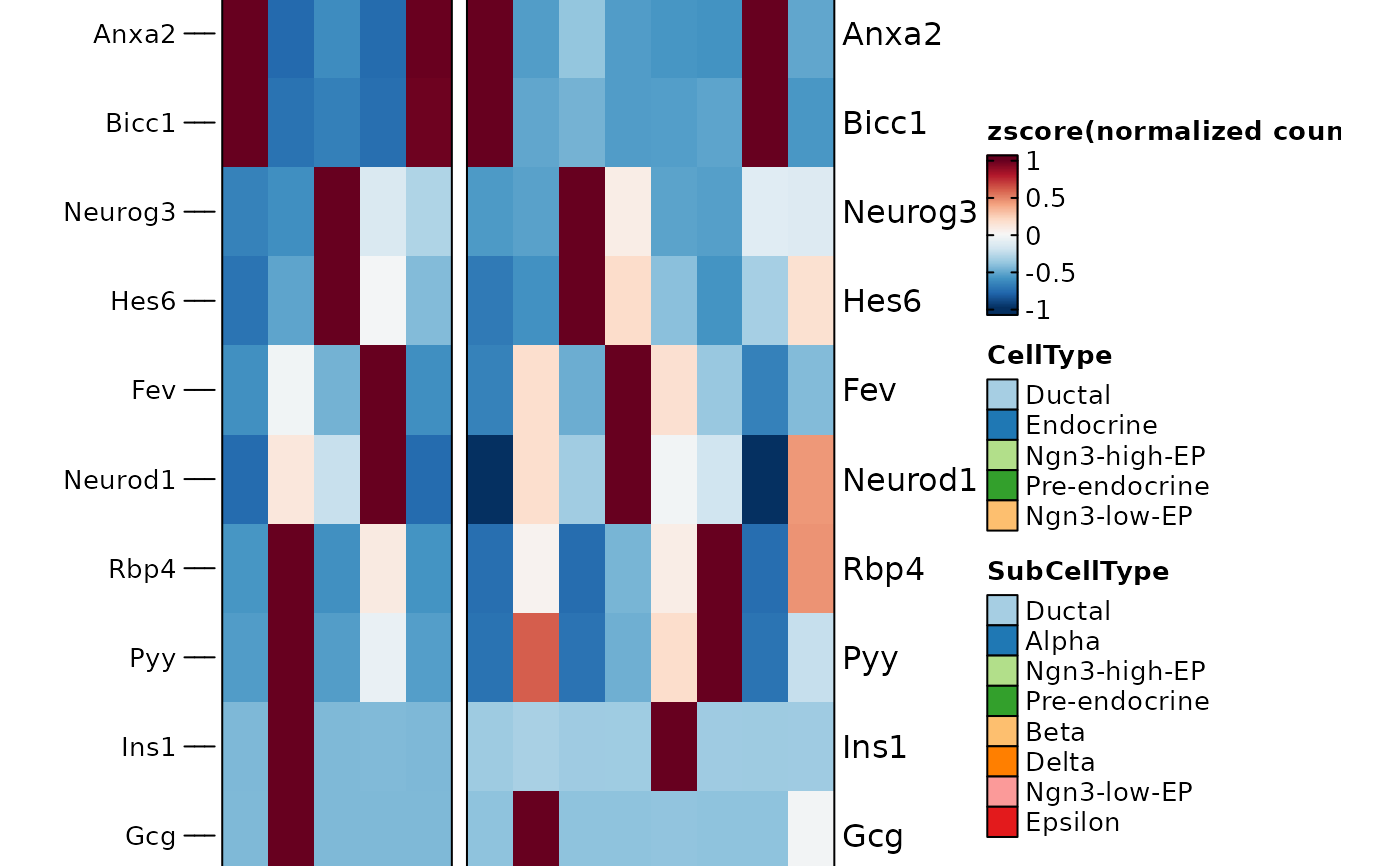 Anxa2
Bicc1
Neurog3
Hes6
Fev
Neurod1
Rbp4
Pyy
Ins1
Gcg
Anxa2
Bicc1
Neurog3
Hes6
Fev
Neurod1
Rbp4
Pyy
Ins1
Gcg
zscore(normalized coun
1
0.5
0
-0.5
-1
CellType
Ductal
Endocrine
Ngn3-high-EP
Pre-endocrine
Ngn3-low-EP
SubCellType
Ductal
Alpha
Ngn3-high-EP
Pre-endocrine
Beta
Delta
Ngn3-low-EP
Epsilon